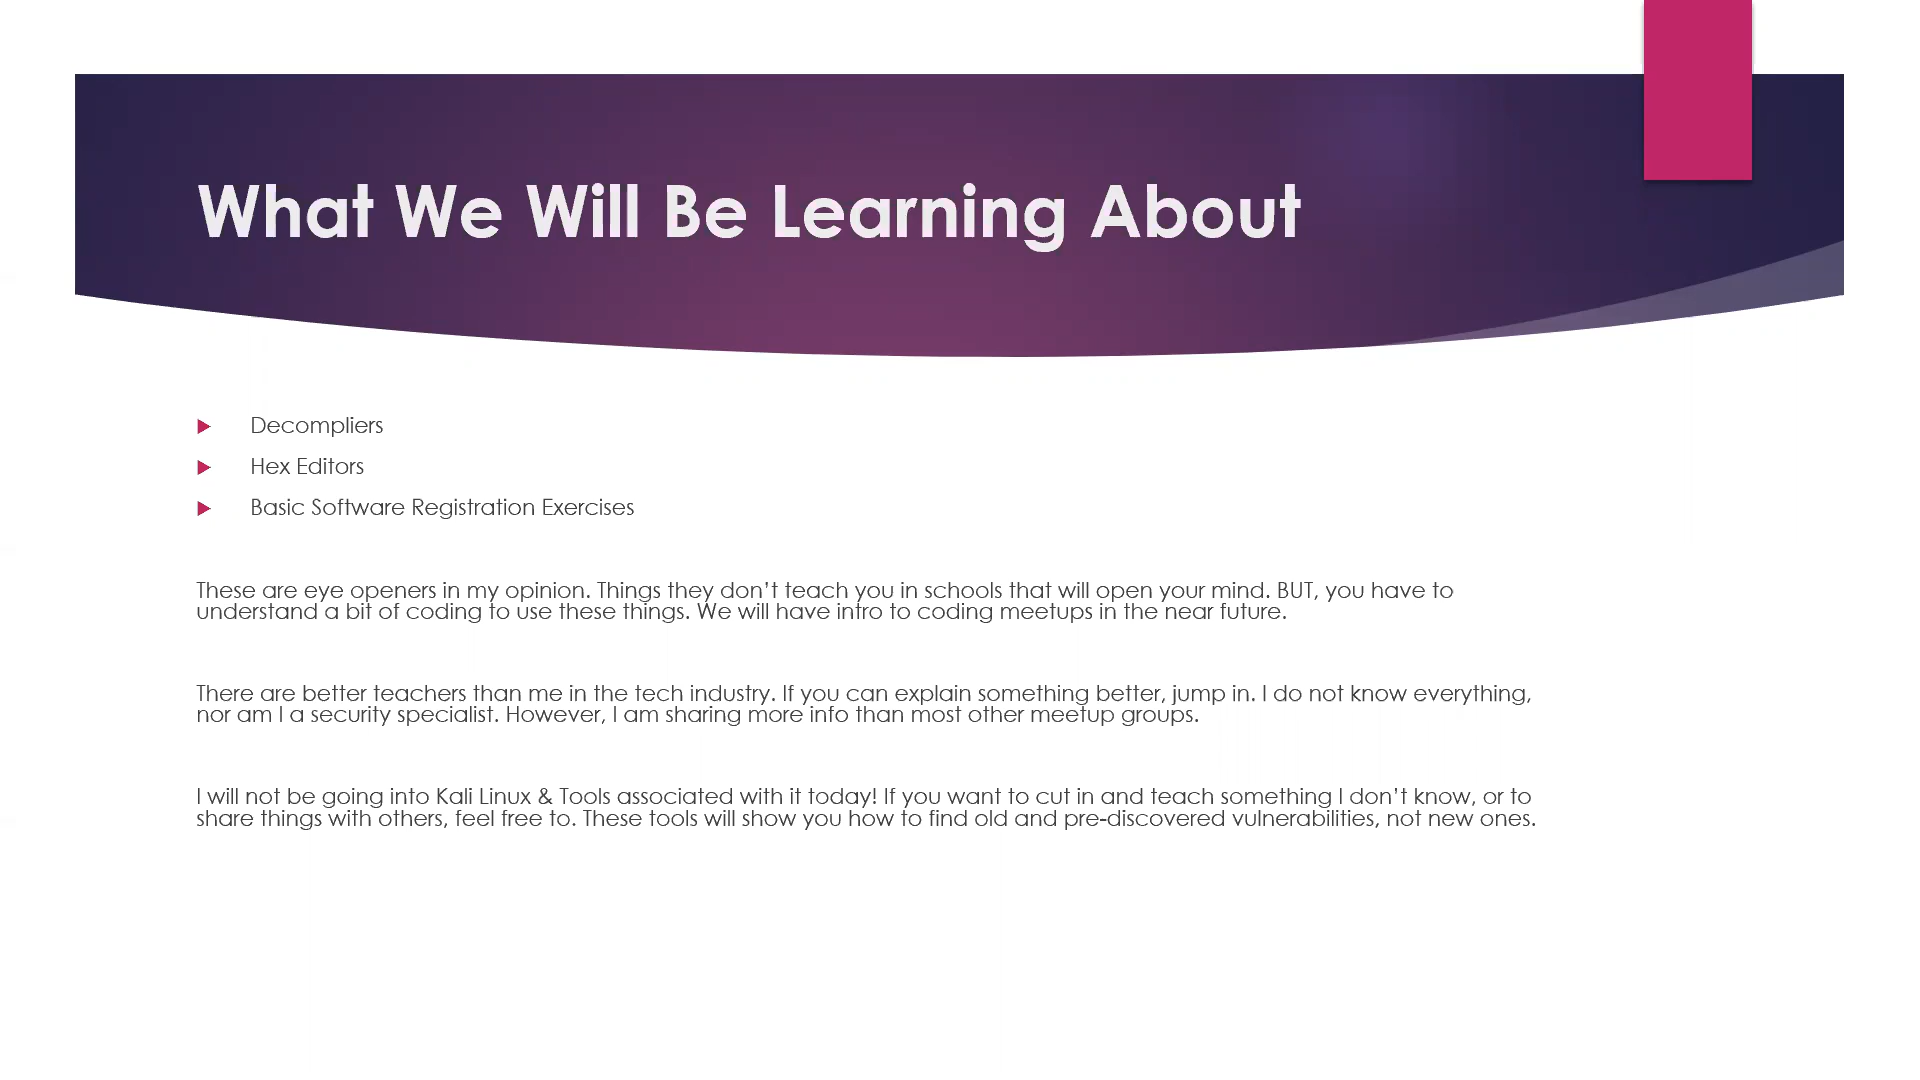 What We Will Be Learning About
Decompliers
Hex Editors
Basic Software Registration Exercises
These are eye openers in my opinion. Things they don’t teach you in schools that will open your mind. BUT, you have to
understand a bit of coding to use these things. We will have intro to coding meetups in the near future.
There are better teachers than me in the tech industry. If you can explain something better, jump in. I do not know everything,
nor am I a security specialist. However, I am sharing more info than most other meetup groups.
I will not be going into Kali Linux & Tools associated with it today! If you want to cut in and teach something I don’t know, or to
share things with others, feel free to. These tools will show you how to find old and pre-discovered vulnerabilities, not new ones.